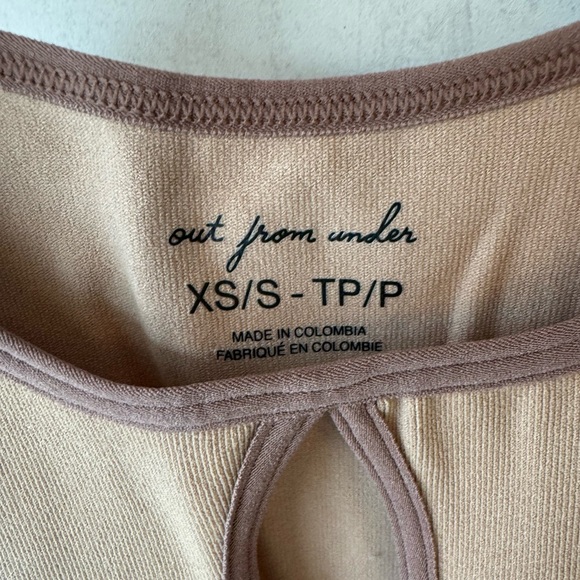 out from under
XS/S - TP/P
MADE IN COLOMBIA
FABRIQUÉ EN COLOMBIE